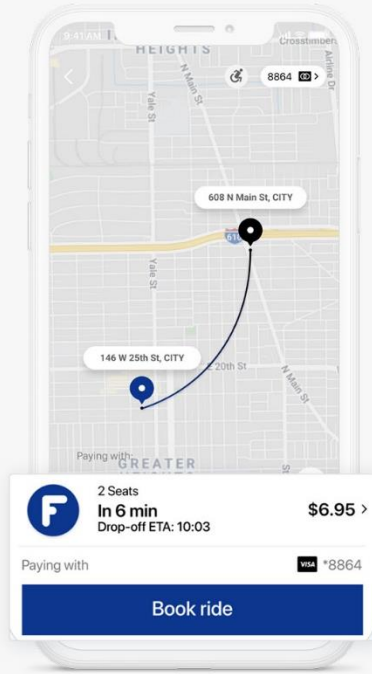 9:41 AM
HEIGHTS
Crosstimbers
N Main St
Airline Dr
8864
Yale St
608 N Main St, CITY
610
Yale St
146 W 25th St, CITY
E 20th St
N Main St
Paying with:
GREATER
F
2 Seats
In 6 min
$6.95
Drop-off ETA: 10:03
Paying with
VISA *8864
Book ride